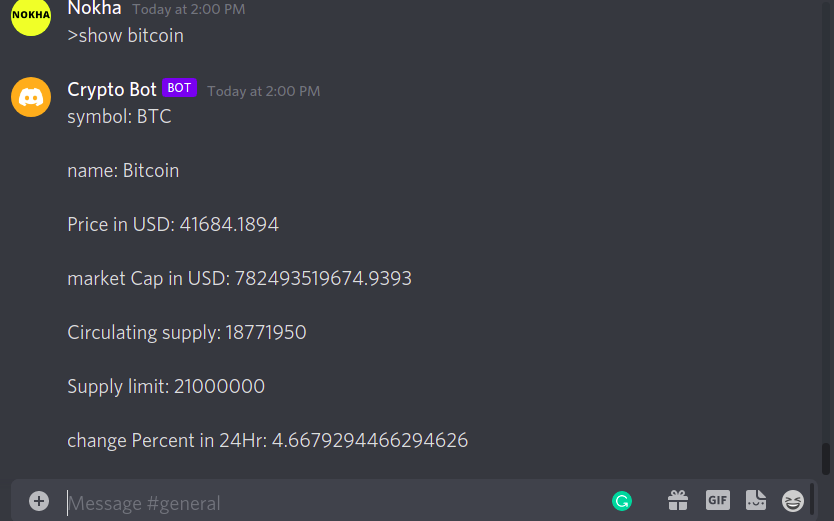 NOKHA
Nokha Today at 2:00 PM
>show bitcoin
Crypto Bot BOT Today at 2:00 PM
symbol: BTC
name: Bitcoin
Price in USD: 41684.1894
market Cap in USD: 782493519674.9393
Circulating supply: 18771950
Supply limit: 21000000
change Percent in 24Hr: 4.6679294466294626
Message #general
GIF